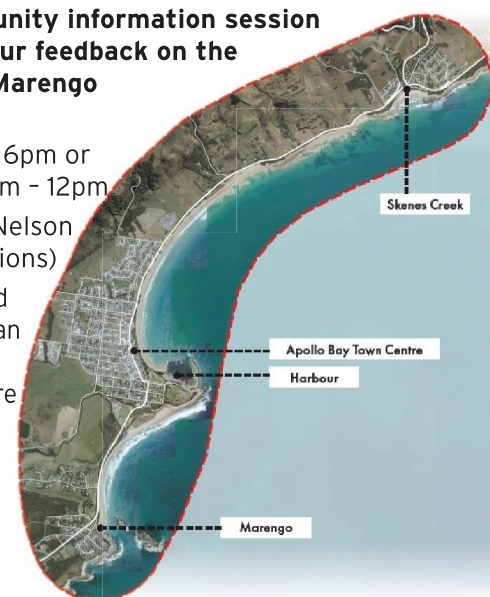 unity information session
ur feedback on the
Marengo
6pm or
m – 12pm
Nelson
ions)
d
an
re
Skenes Creek
Apollo Bay Town Centre
Harbour
Marengo